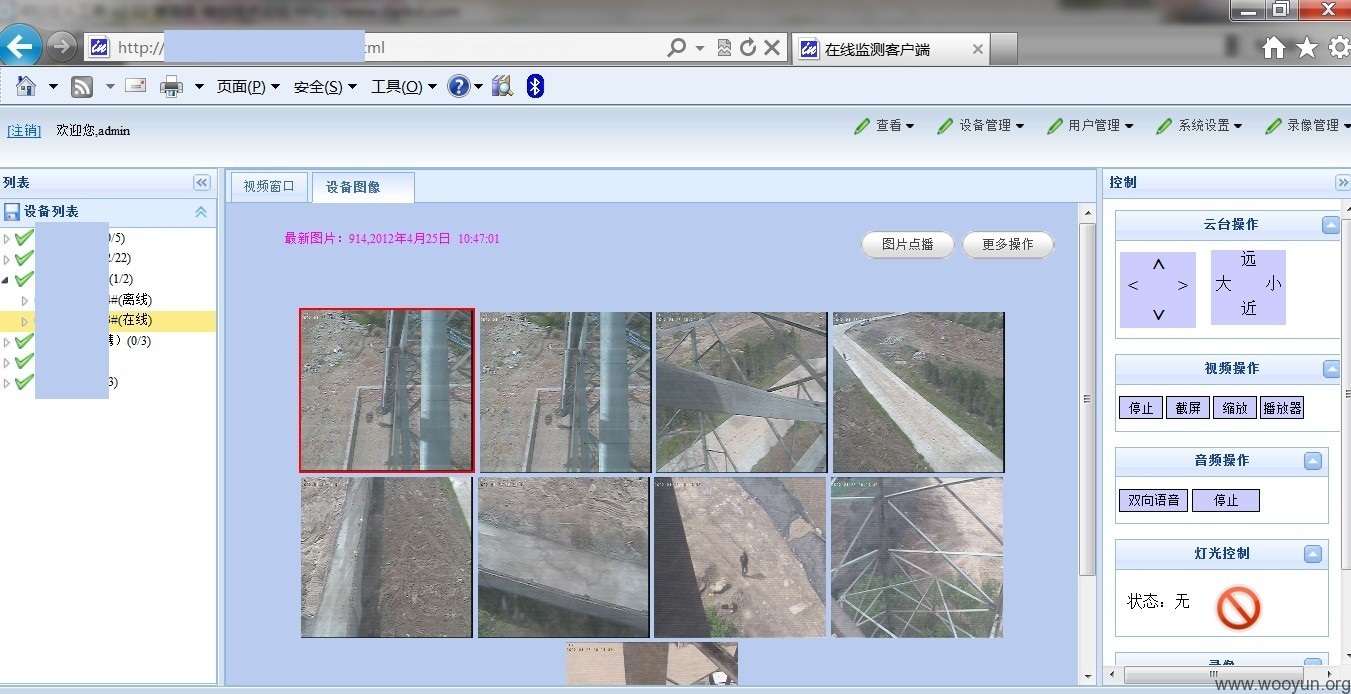 http://
ml
在线监测客户端
页面(P)
安全(S)
工具(O)
[注销] 欢迎您,admin
查看
设备管理
用户管理
系统设置
录像管理
列表
视频窗口
设备图像
控制
设备列表
/5)
/22)
(1/2)
#(离线)
#(在线)
）(0/3)
3)
最新图片：914,2012年4月25日 10:47:01
图片点播
更多操作
云台操作
远
大
小
近
视频操作
停止
截屏
缩放
播放器
音频操作
双向语音
停止
灯光控制
状态：无
www.wooyun.org